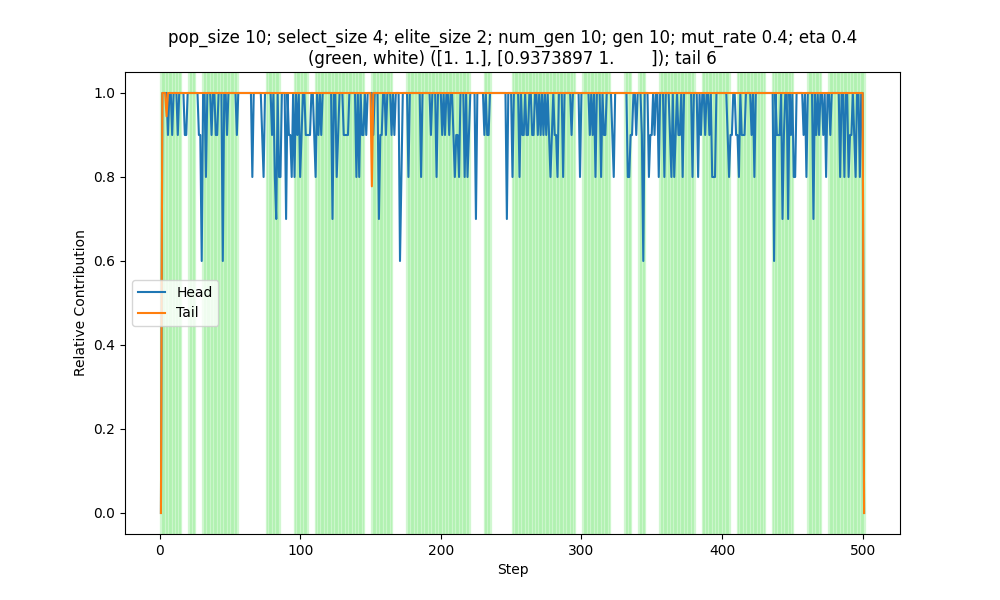 pop_size 10; select_size 4; elite_size 2; num_gen 10; gen 10; mut_rate 0.4; eta 0.4
(green, white) ([1. 1.], [0.9373897 1.        ]); tail 6
1.0
0.8
0.6
0.4
0.2
0.0
Relative Contribution
Head
Tail
0
100
200
300
400
500
Step